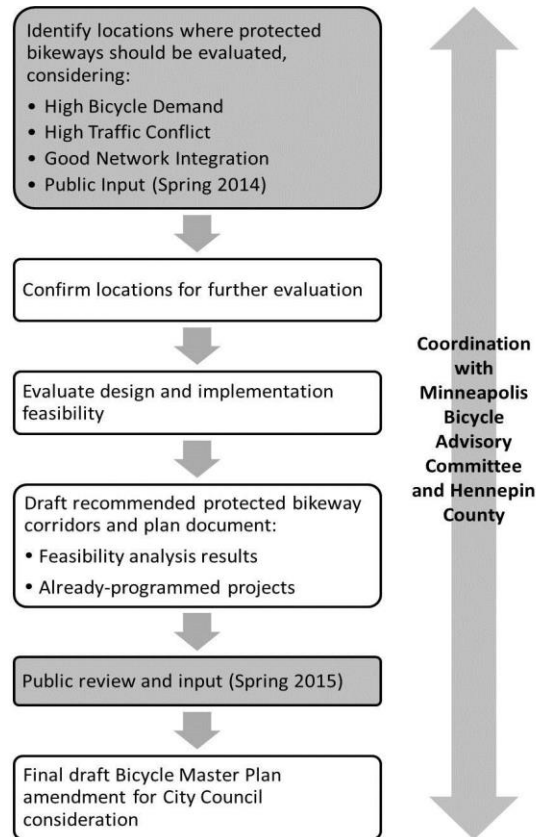 Identify locations where protected
bikeways should be evaluated,
considering:
• High Bicycle Demand
• High Traffic Conflict
• Good Network Integration
• Public Input (Spring 2014)
Confirm locations for further evaluation
Evaluate design and implementation
feasibility
Draft recommended protected bikeway
corridors and plan document:
• Feasibility analysis results
• Already-programmed projects
Public review and input (Spring 2015)
Final draft Bicycle Master Plan
amendment for City Council
consideration
Coordination
with
Minneapolis
Bicycle
Advisory
Committee
and Hennepin
County